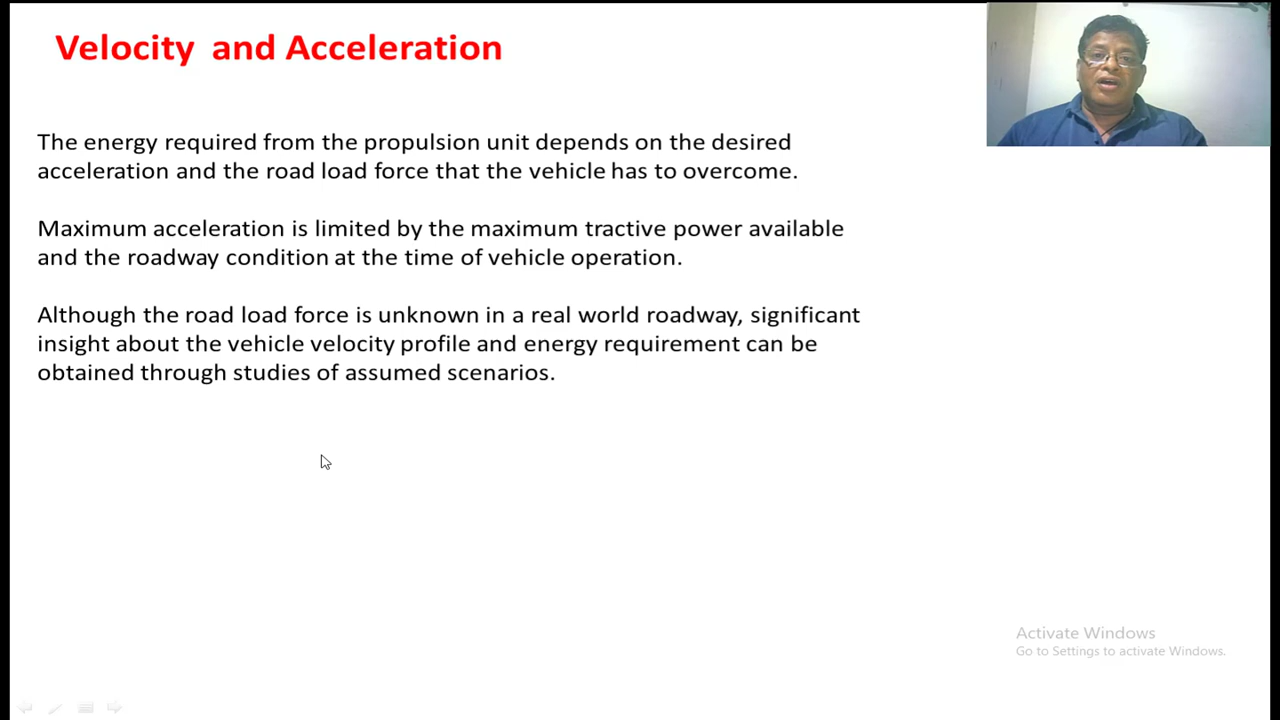 Velocity and Acceleration
The energy required from the propulsion unit depends on the desired
acceleration and the road load force that the vehicle has to overcome.
Maximum acceleration is limited by the maximum tractive power available
and the roadway condition at the time of vehicle operation.
Although the road load force is unknown in a real world roadway, significant
insight about the vehicle velocity profile and energy requirement can be
obtained through studies of assumed scenarios.
Activate Windows
Go to Settings to activate Windows.